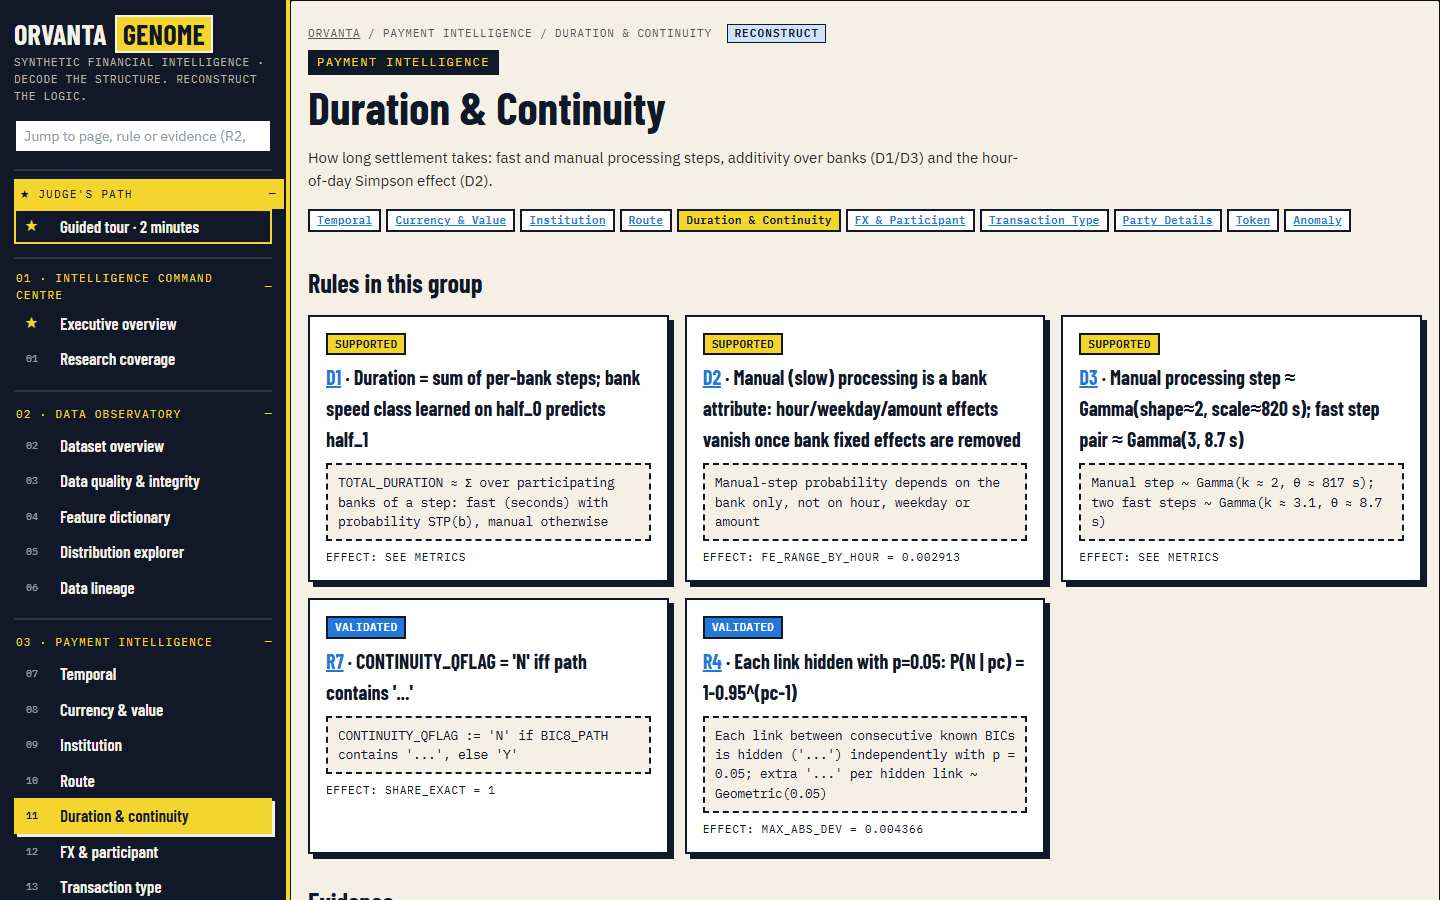 ORVANTA GENOME
SYNTHETIC FINANCIAL INTELLIGENCE ·
DECODE THE STRUCTURE. RECONSTRUCT
THE LOGIC.
Jump to page, rule or evidence (R2,
★ JUDGE'S PATH –
★ Guided tour · 2 minutes
01 · INTELLIGENCE COMMAND
CENTRE –
★ Executive overview
01 Research coverage
02 · DATA OBSERVATORY –
02 Dataset overview
03 Data quality & integrity
04 Feature dictionary
05 Distribution explorer
06 Data lineage
03 · PAYMENT INTELLIGENCE –
07 Temporal
08 Currency & value
09 Institution
10 Route
11 Duration & continuity
12 FX & participant
13 Transaction type
ORVANTA / PAYMENT INTELLIGENCE / DURATION & CONTINUITY RECONSTRUCT
PAYMENT INTELLIGENCE
Duration & Continuity
How long settlement takes: fast and manual processing steps, additivity over banks (D1/D3) and the hour-
of-day Simpson effect (D2).
Temporal Currency & Value Institution Route Duration & Continuity FX & Participant Transaction Type Party Details Token Anomaly
Rules in this group
SUPPORTED
D1 · Duration = sum of per-bank steps; bank
speed class learned on half_0 predicts
half_1
TOTAL_DURATION ≈ Σ over participating
banks of a step: fast (seconds) with
probability STP(b), manual otherwise
EFFECT: SEE METRICS
SUPPORTED
D2 · Manual (slow) processing is a bank
attribute: hour/weekday/amount effects
vanish once bank fixed effects are removed
Manual-step probability depends on the
bank only, not on hour, weekday or
amount
EFFECT: FE_RANGE_BY_HOUR = 0.002913
SUPPORTED
D3 · Manual processing step ≈
Gamma(shape≈2, scale≈820 s); fast step
pair ≈ Gamma(3, 8.7 s)
Manual step ~ Gamma(k ≈ 2, θ ≈ 817 s);
two fast steps ~ Gamma(k ≈ 3.1, θ ≈ 8.7
s)
EFFECT: SEE METRICS
VALIDATED
R7 · CONTINUITY_QFLAG = 'N' iff path
contains '...'
CONTINUITY_QFLAG := 'N' if BIC8_PATH
contains '...', else 'Y'
EFFECT: SHARE_EXACT = 1
VALIDATED
R4 · Each link hidden with p=0.05: P(N | pc) =
1-0.95^(pc-1)
Each link between consecutive known BICs
is hidden ('...') independently with p =
0.05; extra '...' per hidden link ~
Geometric(0.05)
EFFECT: MAX_ABS_DEV = 0.004366